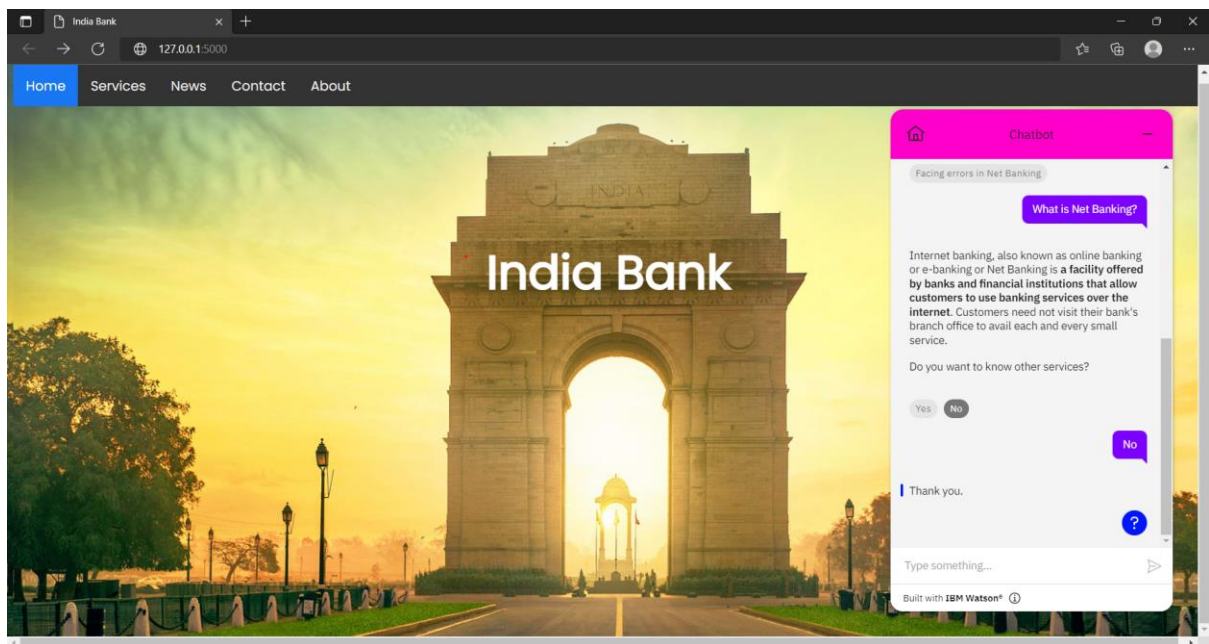 India Bank
127.0.0.1:5000
Home Services News Contact About
INDIA
India Bank
Chatbot
Facing errors in Net Banking
What is Net Banking?
Internet banking, also known as online banking
or e-banking or Net Banking is a facility offered
by banks and financial institutions that allow
customers to use banking services over the
internet. Customers need not visit their bank's
branch office to avail each and every small
service.
Do you want to know other services?
Yes No
No
Thank you.
?
Type something...
Built with IBM Watson®